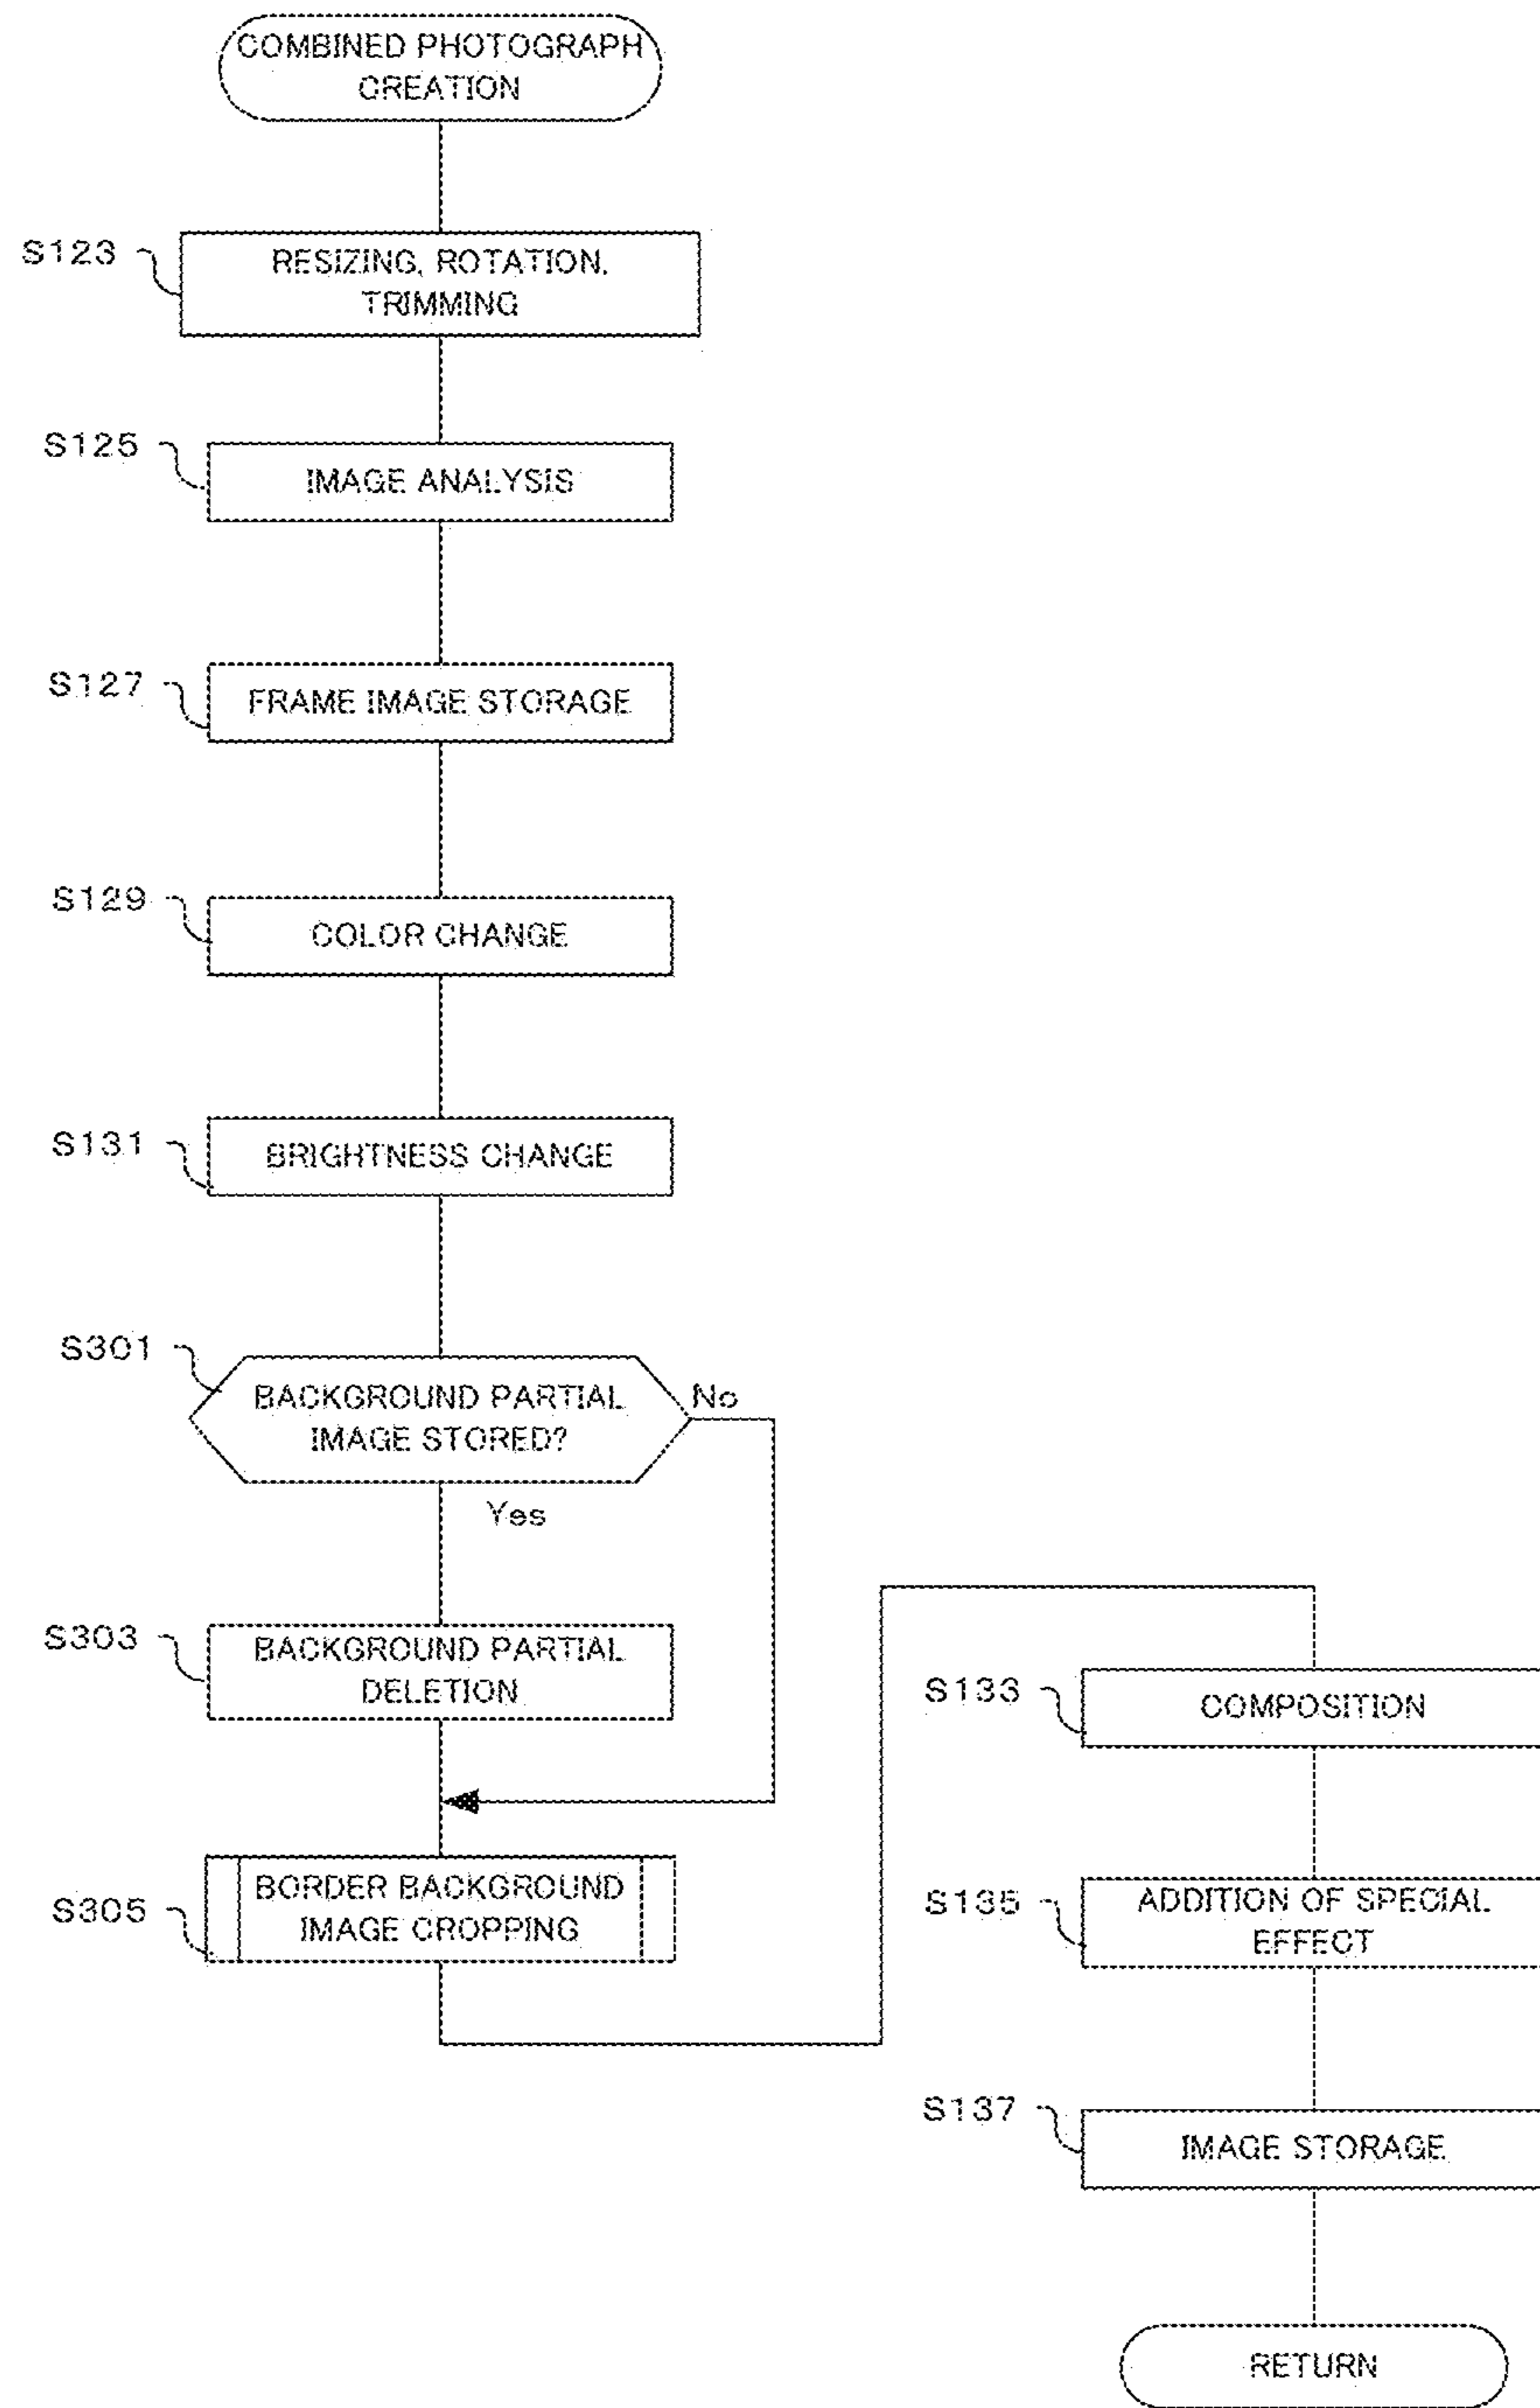 COMBINED PHOTOGRAPH
CREATION
S123
RESIZING, ROTATION,
TRIMMING
S125
IMAGE ANALYSIS
S127
FRAME IMAGE STORAGE
S129
COLOR CHANGE
S131
BRIGHTNESS CHANGE
S301
BACKGROUND PARTIAL
IMAGE STORED?
No
Yes
S303
BACKGROUND PARTIAL
DELETION
S305
BORDER BACKGROUND
IMAGE CROPPING
S133
COMPOSITION
S135
ADDITION OF SPECIAL
EFFECT
S137
IMAGE STORAGE
RETURN